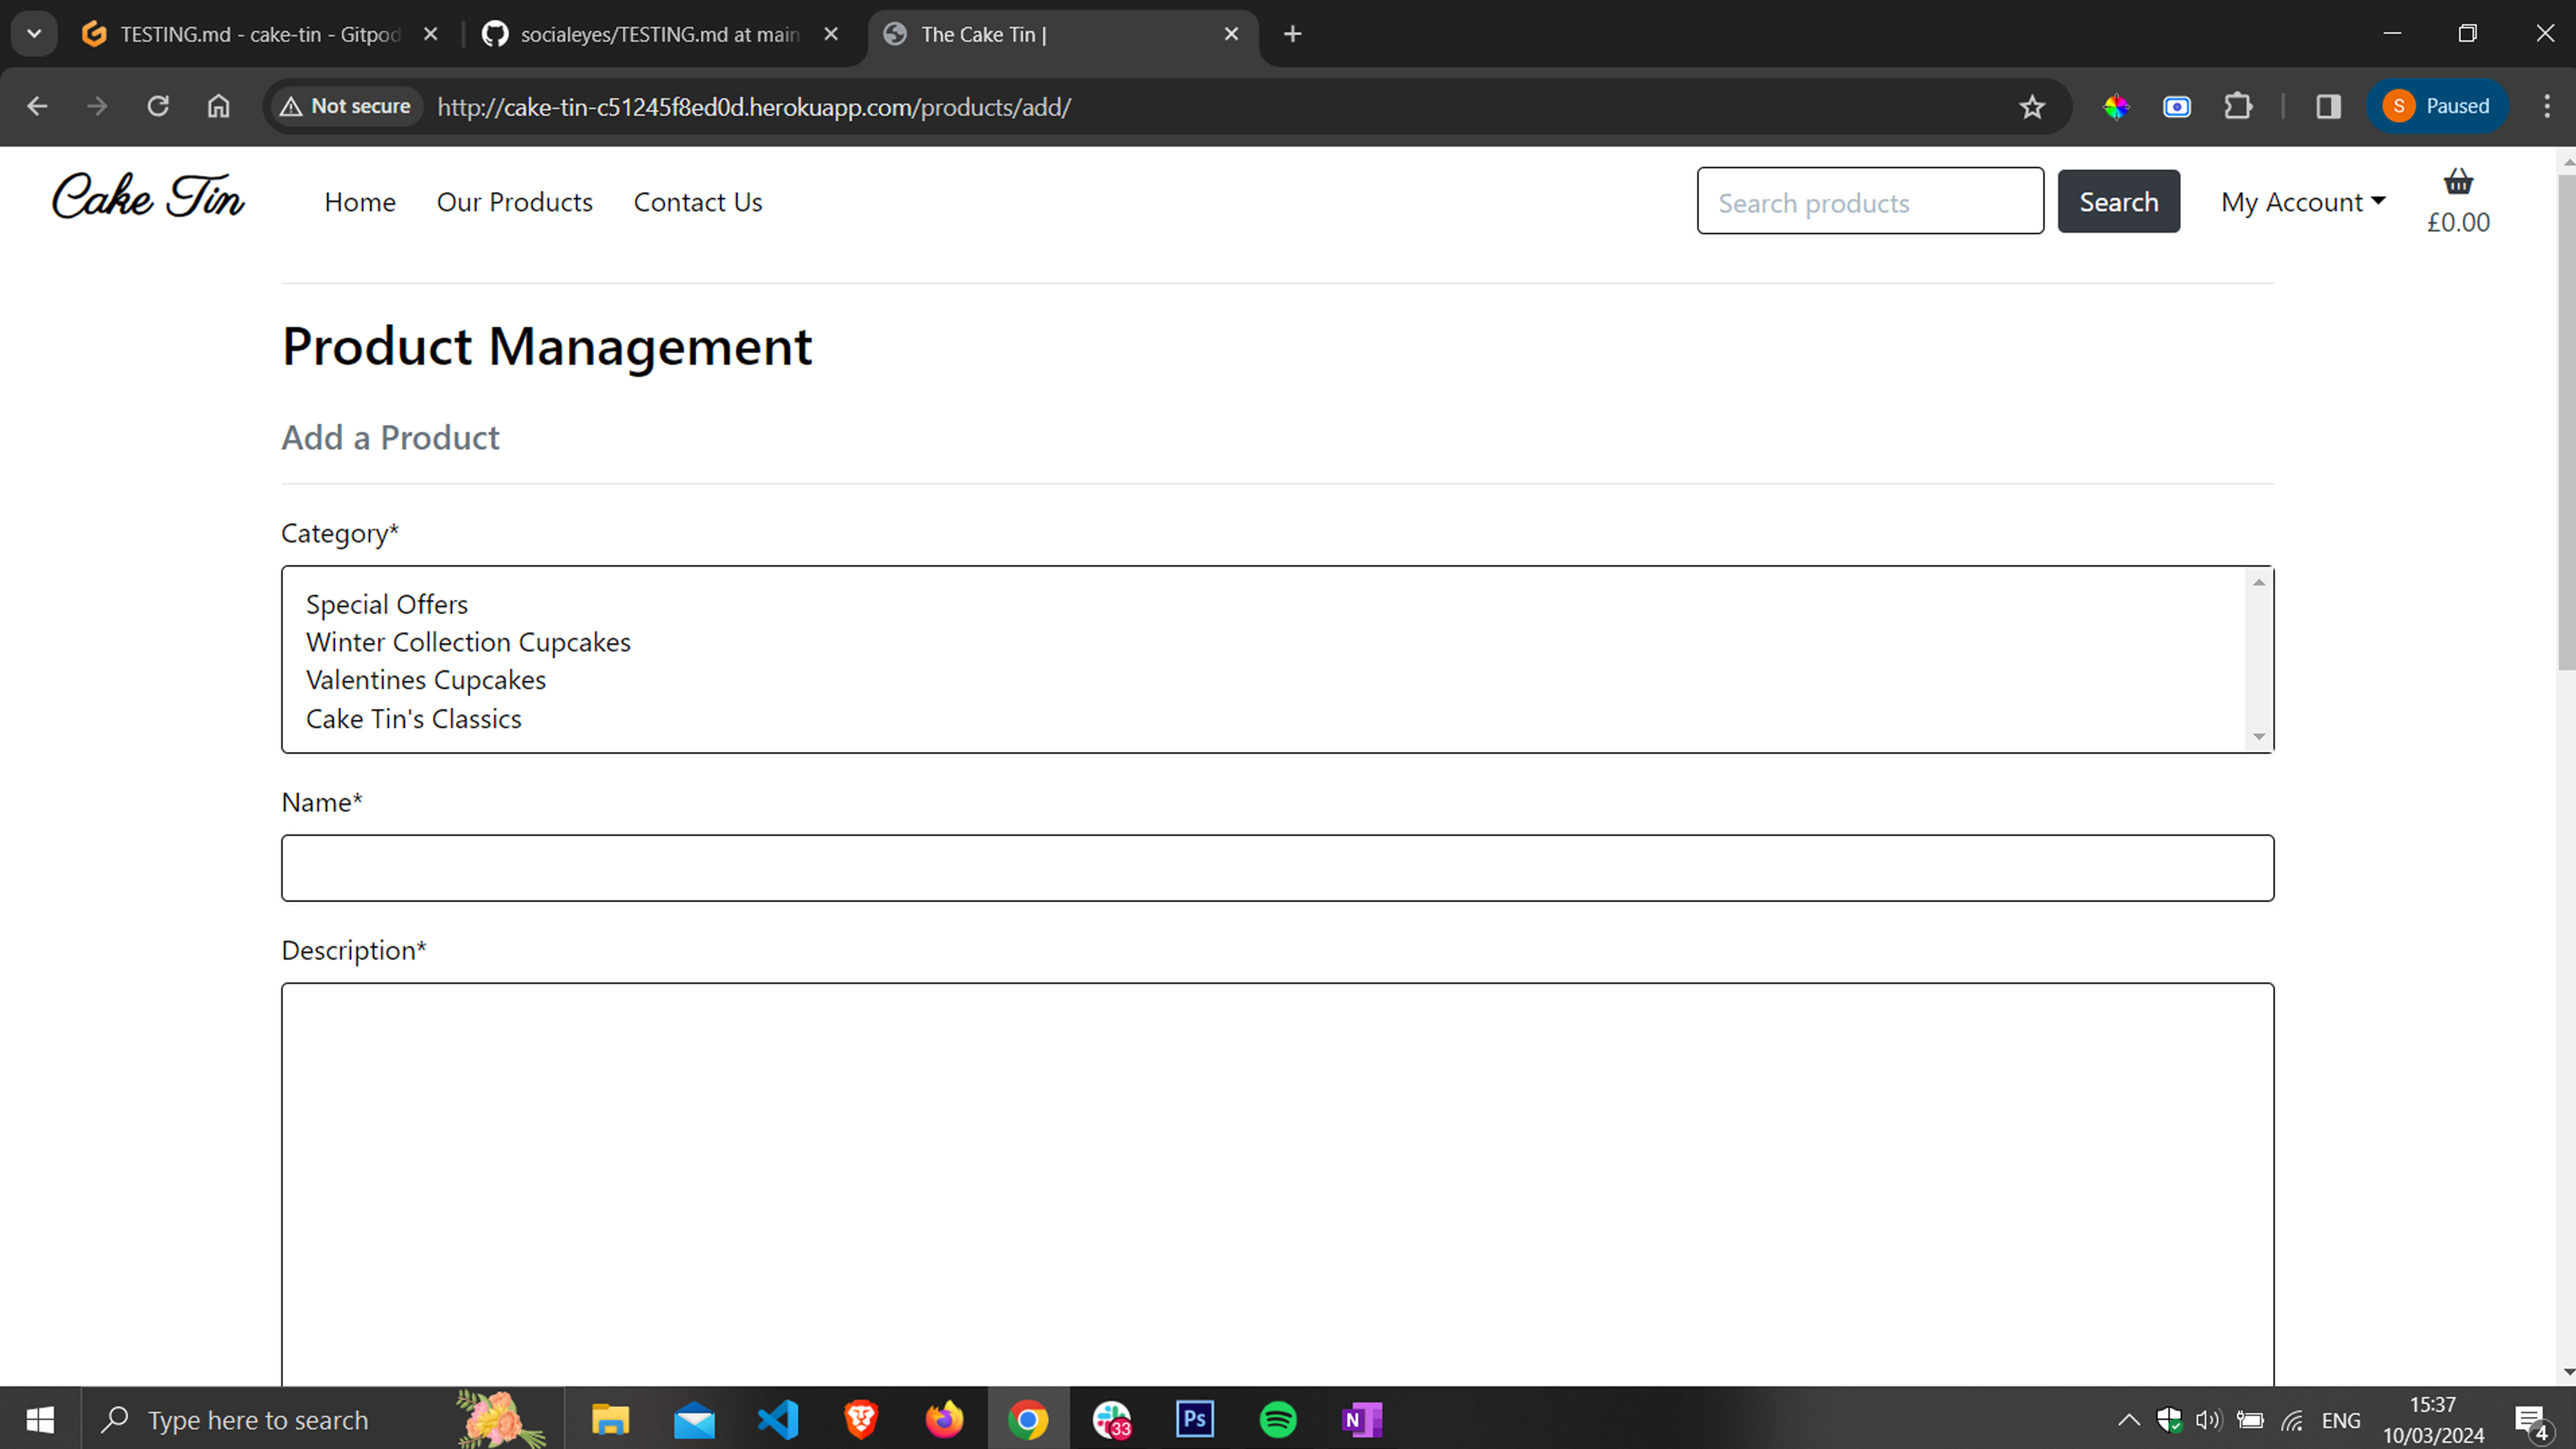 TESTING.md - cake-tin - Gitpod
socialeyes/TESTING.md at main
The Cake Tin |
Not secure
http://cake-tin-c51245f8ed0d.herokuapp.com/products/add/
S
Paused
Cake Tin
Home
Our Products
Contact Us
Search products
Search
My Account
£0.00
Product Management
Add a Product
Category*
Special Offers
Winter Collection Cupcakes
Valentines Cupcakes
Cake Tin's Classics
Name*
Description*
Type here to search
33
Ps
N
ENG
15:37
10/03/2024
4